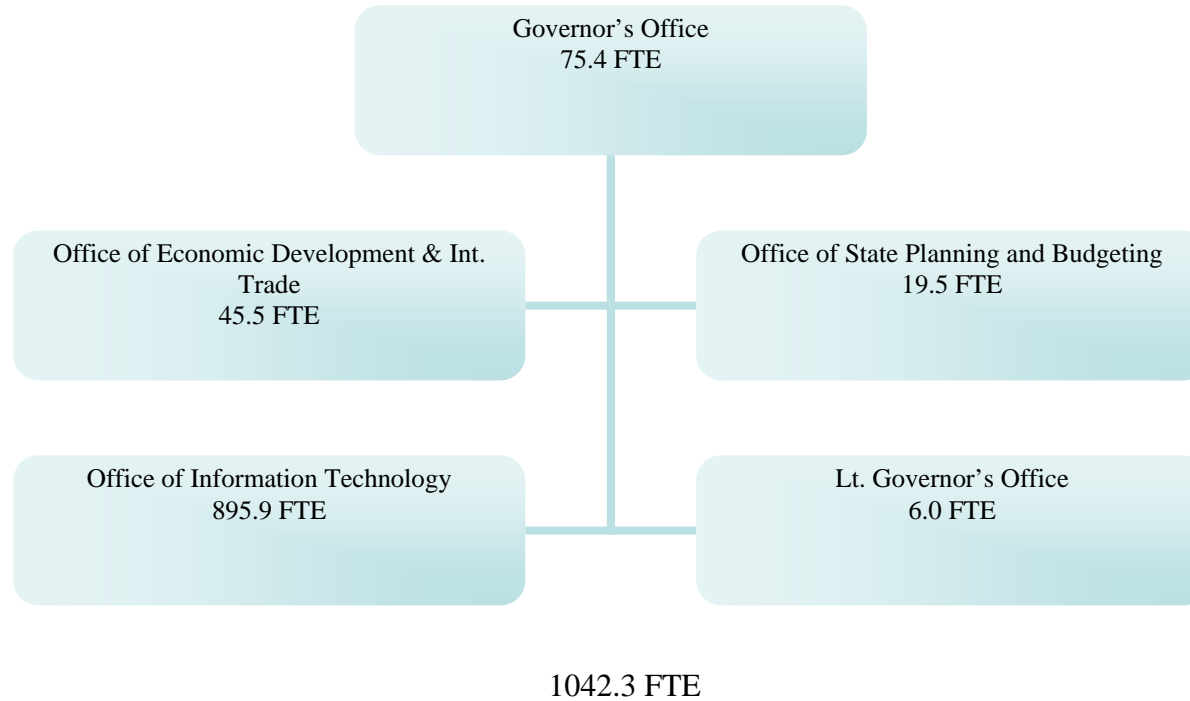 Governor’s Office
75.4 FTE
Office of Economic Development & Int.
Trade
45.5 FTE
Office of State Planning and Budgeting
19.5 FTE
Office of Information Technology
895.9 FTE
Lt. Governor’s Office
6.0 FTE
1042.3 FTE